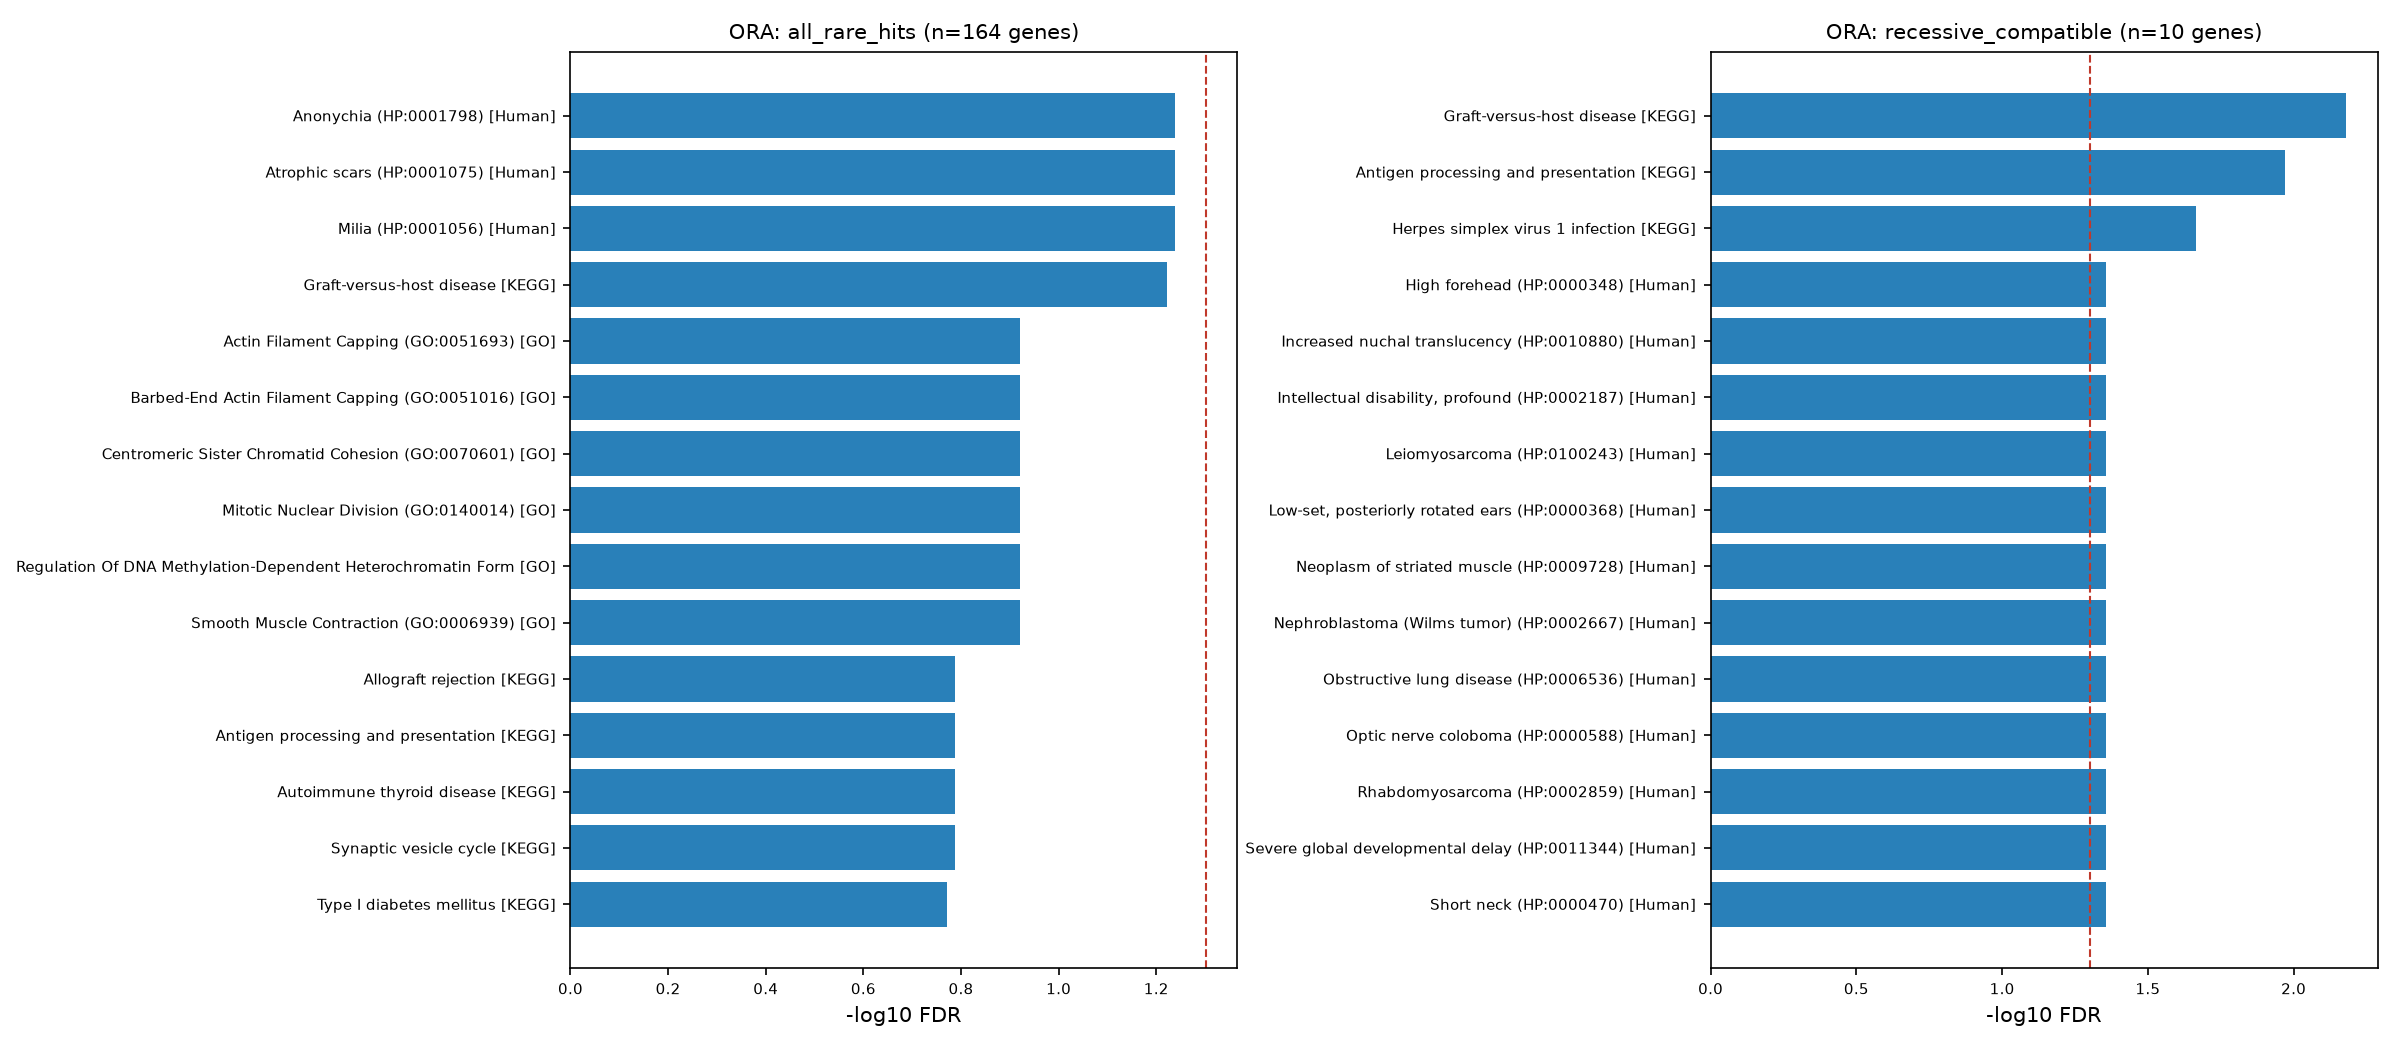 ORA: all_rare_hits (n=164 genes)
Anonychia (HP:0001798) [Human]
Atrophic scars (HP:0001075) [Human]
Milia (HP:0001056) [Human]
Graft-versus-host disease [KEGG]
Actin Filament Capping (GO:0051693) [GO]
Barbed-End Actin Filament Capping (GO:0051016) [GO]
Centromeric Sister Chromatid Cohesion (GO:0070601) [GO]
Mitotic Nuclear Division (GO:0140014) [GO]
Regulation Of DNA Methylation-Dependent Heterochromatin Form [GO]
Smooth Muscle Contraction (GO:0006939) [GO]
Allograft rejection [KEGG]
Antigen processing and presentation [KEGG]
Autoimmune thyroid disease [KEGG]
Synaptic vesicle cycle [KEGG]
Type I diabetes mellitus [KEGG]
0.0 0.2 0.4 0.6 0.8 1.0 1.2
-log10 FDR
ORA: recessive_compatible (n=10 genes)
Graft-versus-host disease [KEGG]
Antigen processing and presentation [KEGG]
Herpes simplex virus 1 infection [KEGG]
High forehead (HP:0000348) [Human]
Increased nuchal translucency (HP:0010880) [Human]
Intellectual disability, profound (HP:0002187) [Human]
Leiomyosarcoma (HP:0100243) [Human]
Low-set, posteriorly rotated ears (HP:0000368) [Human]
Neoplasm of striated muscle (HP:0009728) [Human]
Nephroblastoma (Wilms tumor) (HP:0002667) [Human]
Obstructive lung disease (HP:0006536) [Human]
Optic nerve coloboma (HP:0000588) [Human]
Rhabdomyosarcoma (HP:0002859) [Human]
Severe global developmental delay (HP:0011344) [Human]
Short neck (HP:0000470) [Human]
0.0 0.5 1.0 1.5 2.0
-log10 FDR